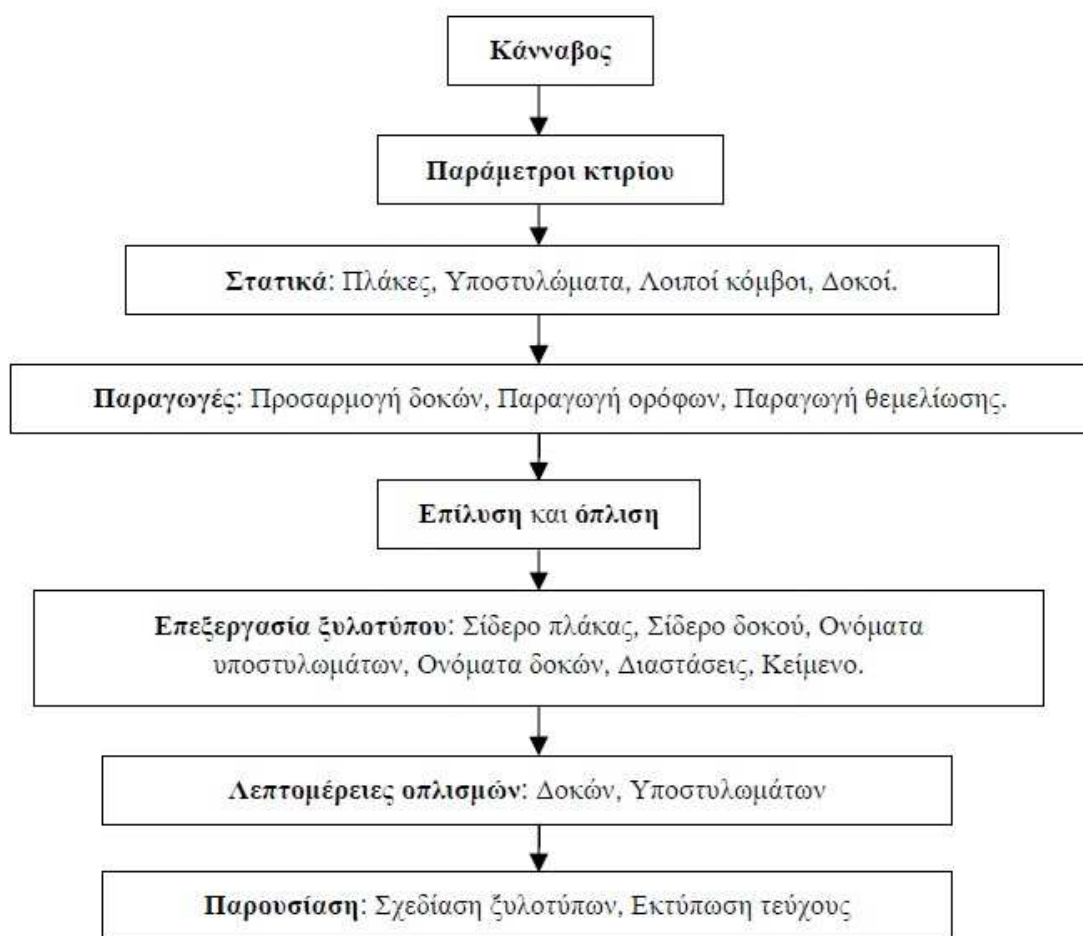 Κάνναβος
Παράμετροι κτιρίου
Στατικά: Πλάκες, Υποστυλώματα, Λοιποί κόμβοι, Δοκοί.
Παραγωγές: Προσαρμογή δοκών, Παραγωγή ορόφων, Παραγωγή θεμελίωσης.
Επίλυση και όπλιση
Επεξεργασία ξυλοτύπου: Σίδερο πλάκας, Σίδερο δοκού, Ονόματα
υποστυλωμάτων, Ονόματα δοκών, Διαστάσεις, Κείμενο.
Λεπτομέρειες οπλισμών: Δοκών, Υποστυλωμάτων
Παρουσίαση: Σχεδίαση ξυλοτύπων, Εκτύπωση τεύχους